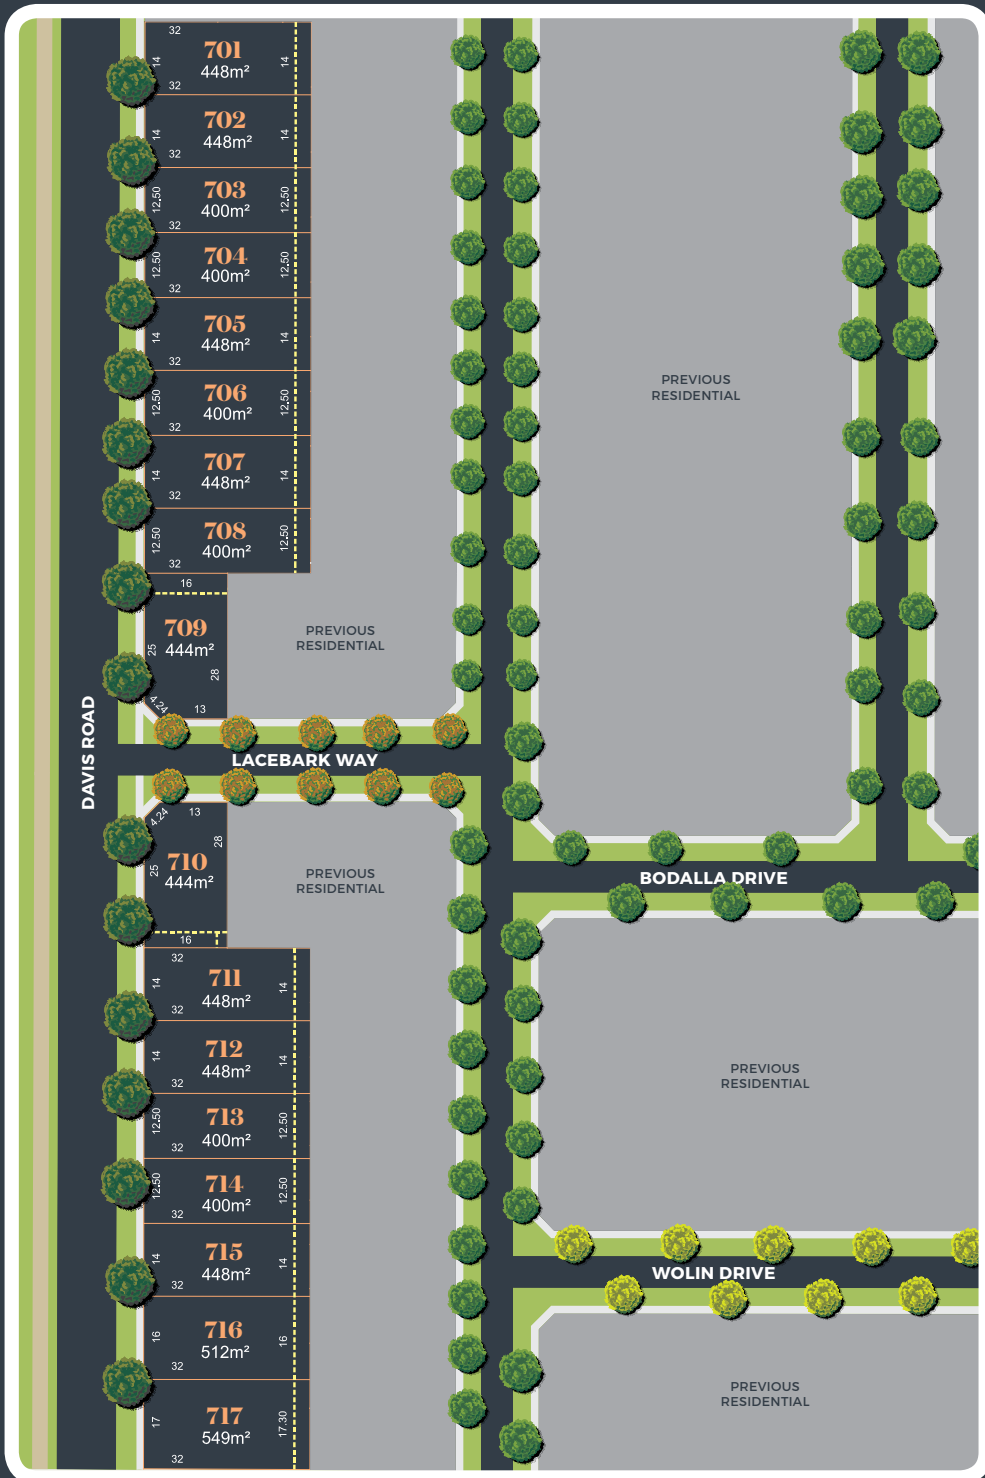 32
701
448m²
14
14
32
702
448m²
14
14
32
703
400m²
12.50
12.50
32
704
400m²
12.50
12.50
32
705
448m²
14
14
32
706
400m²
12.50
12.50
32
707
448m²
14
14
32
708
400m²
12.50
12.50
32
16
709
444m²
25
28
4.24
13
PREVIOUS
RESIDENTIAL
PREVIOUS
RESIDENTIAL
DAVIS ROAD
LACEBARK WAY
4.24
13
28
710
444m²
25
16
PREVIOUS
RESIDENTIAL
BODALLA DRIVE
32
711
448m²
14
14
32
712
448m²
14
14
32
713
400m²
12.50
12.50
32
714
400m²
12.50
12.50
32
715
448m²
14
14
32
716
512m²
16
16
32
717
549m²
17
17.30
32
PREVIOUS
RESIDENTIAL
WOLIN DRIVE
PREVIOUS
RESIDENTIAL